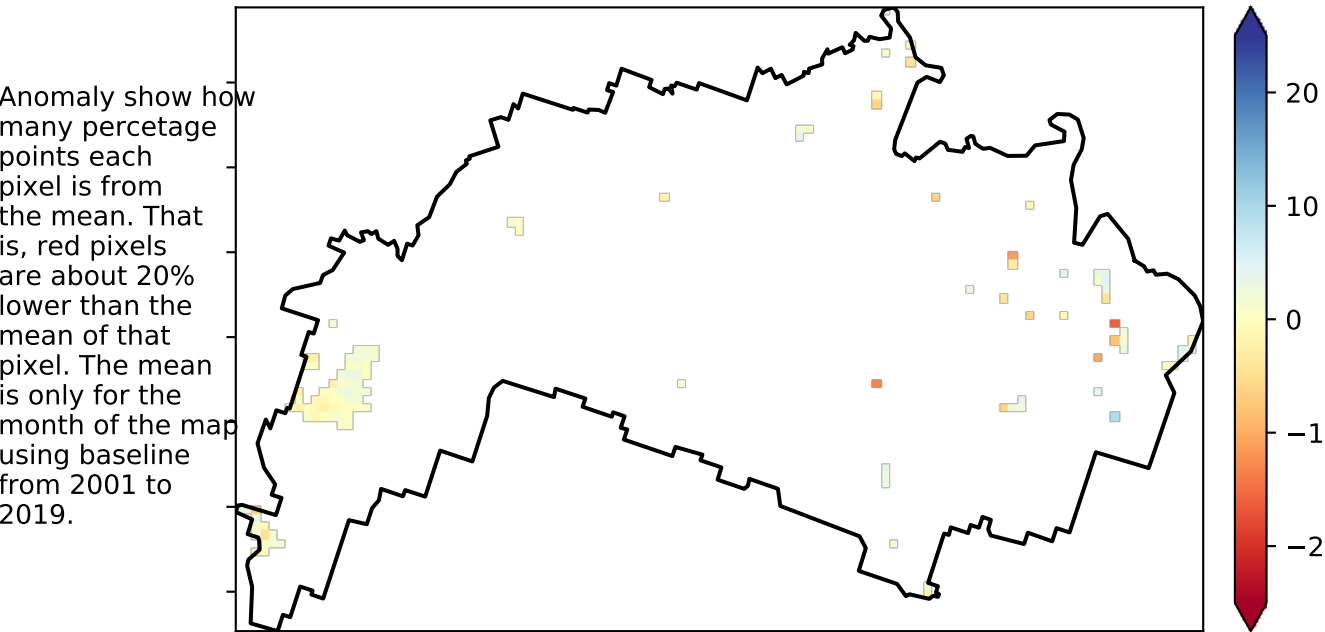 Anomaly show how
many percetage
points each
pixel is from
the mean. That
is, red pixels
are about 20%
lower than the
mean of that
pixel. The mean
is only for the
month of the map
using baseline
from 2001 to
2019.
20
10
0
−1
−2